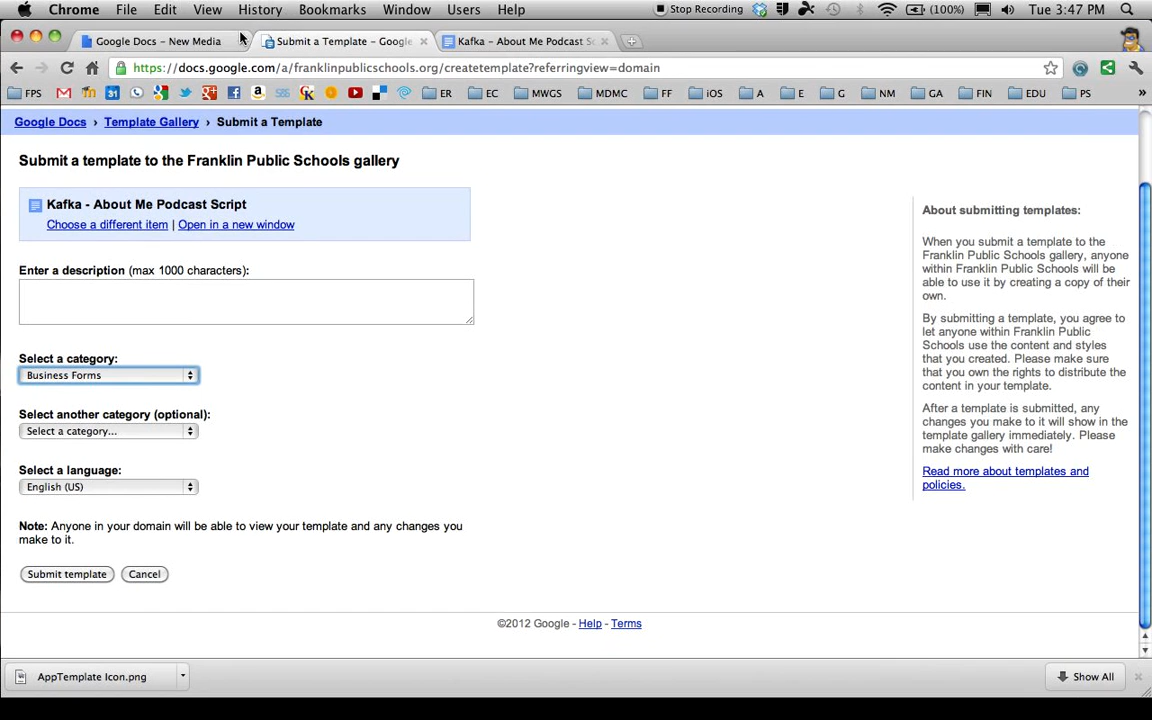 Chrome File Edit View History Bookmarks Window Users Help Stop Recording (100%) Tue 3:47 PM
Google Docs - New Media Submit a Template - Google Kafka - About Me Podcast Sc
https://docs.google.com/a/franklinpublicschools.org/createtemplate?referringview=domain
FPS ER EC MWGS MDMC FF iOS A E G NM GA FIN EDU PS »
Google Docs › Template Gallery › Submit a Template
Submit a template to the Franklin Public Schools gallery
Kafka - About Me Podcast Script
Choose a different item | Open in a new window
Enter a description (max 1000 characters):
Select a category:
Business Forms
Select another category (optional):
Select a category...
Select a language:
English (US)
Note: Anyone in your domain will be able to view your template and any changes you
make to it.
Submit template Cancel
About submitting templates:
When you submit a template to the
Franklin Public Schools gallery, anyone
within Franklin Public Schools will be
able to use it by creating a copy of their
own.
By submitting a template, you agree to
let anyone within Franklin Public
Schools use the content and styles
that you created. Please make sure
that you own the rights to distribute the
content in your template.
After a template is submitted, any
changes you make to it will show in the
template gallery immediately. Please
make changes with care!
Read more about templates and
policies.
©2012 Google - Help - Terms
AppTemplate Icon.png Show All